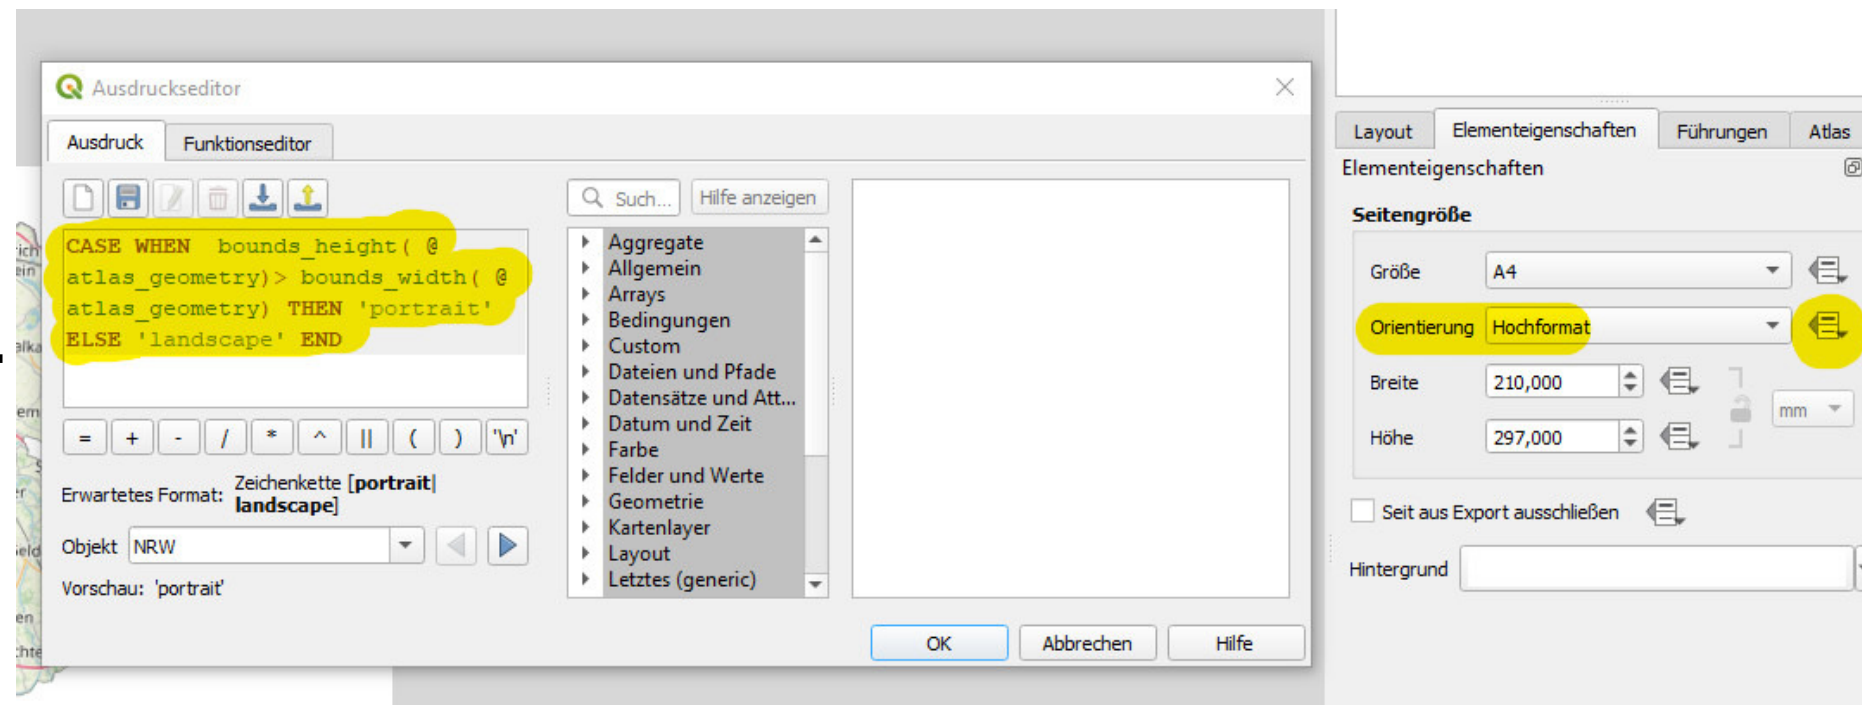 Ausdruckseditor
Ausdruck
Funktionseditor
Such...
Hilfe anzeigen
CASE WHEN  bounds_height( @
atlas_geometry)> bounds_width( @
atlas_geometry) THEN 'portrait'
ELSE 'landscape' END
= + - / * ^ || ( ) '\n'
Erwartetes Format: Zeichenkette [portrait|
landscape]
Objekt NRW
Vorschau: 'portrait'
Aggregate
Allgemein
Arrays
Bedingungen
Custom
Dateien und Pfade
Datensätze und Att...
Datum und Zeit
Farbe
Felder und Werte
Geometrie
Kartenlayer
Layout
Letztes (generic)
OK
Abbrechen
Hilfe
Layout
Elementeigenschaften
Führungen
Atlas
Elementeigenschaften
Seitengröße
Größe A4
Orientierung Hochformat
Breite 210,000
mm
Höhe 297,000
Seit aus Export ausschließen
Hintergrund